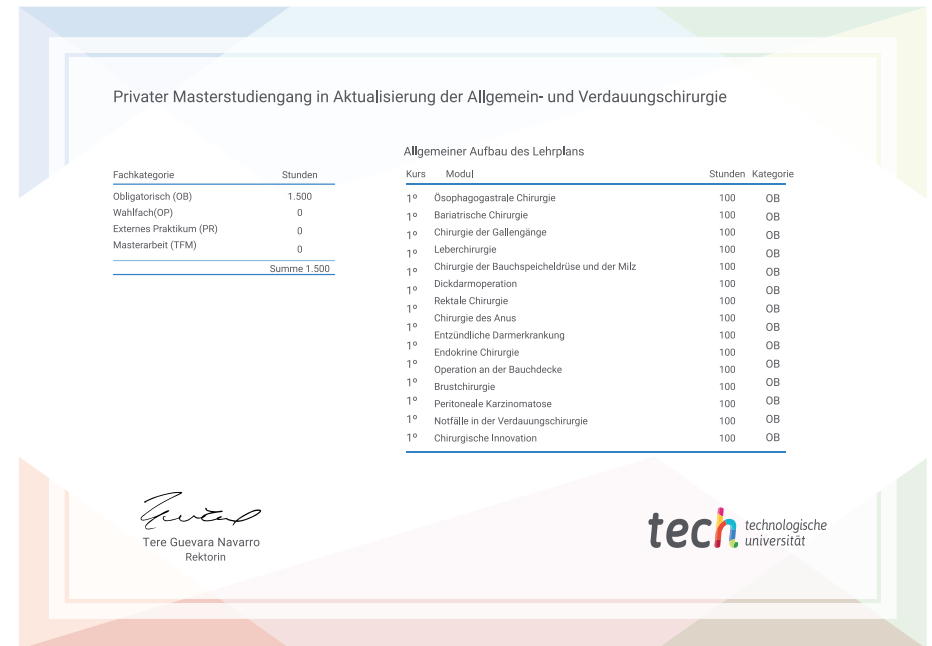 Privater Masterstudiengang in Aktualisierung der Allgemein- und Verdauungschirurgie
Fachkategorie Stunden
Obligatorisch (OB) 1.500
Wahlfach(OP) 0
Externes Praktikum (PR) 0
Masterarbeit (TFM) 0
Summe 1.500
Allgemeiner Aufbau des Lehrplans
Kurs Modul Stunden Kategorie
1º Ösophagogastrale Chirurgie 100 OB
1º Bariatrische Chirurgie 100 OB
1º Chirurgie der Gallengänge 100 OB
1º Leberchirurgie 100 OB
1º Chirurgie der Bauchspeicheldrüse und der Milz 100 OB
1º Dickdarmoperation 100 OB
1º Rektale Chirurgie 100 OB
1º Chirurgie des Anus 100 OB
1º Entzündliche Darmerkrankung 100 OB
1º Endokrine Chirurgie 100 OB
1º Operation an der Bauchdecke 100 OB
1º Brustchirurgie 100 OB
1º Peritoneale Karzinomatose 100 OB
1º Notfälle in der Verdauungschirurgie 100 OB
Chirurgische Innovation 100
Tere Guevara Navarro
Rektorin
tech technologische
universität